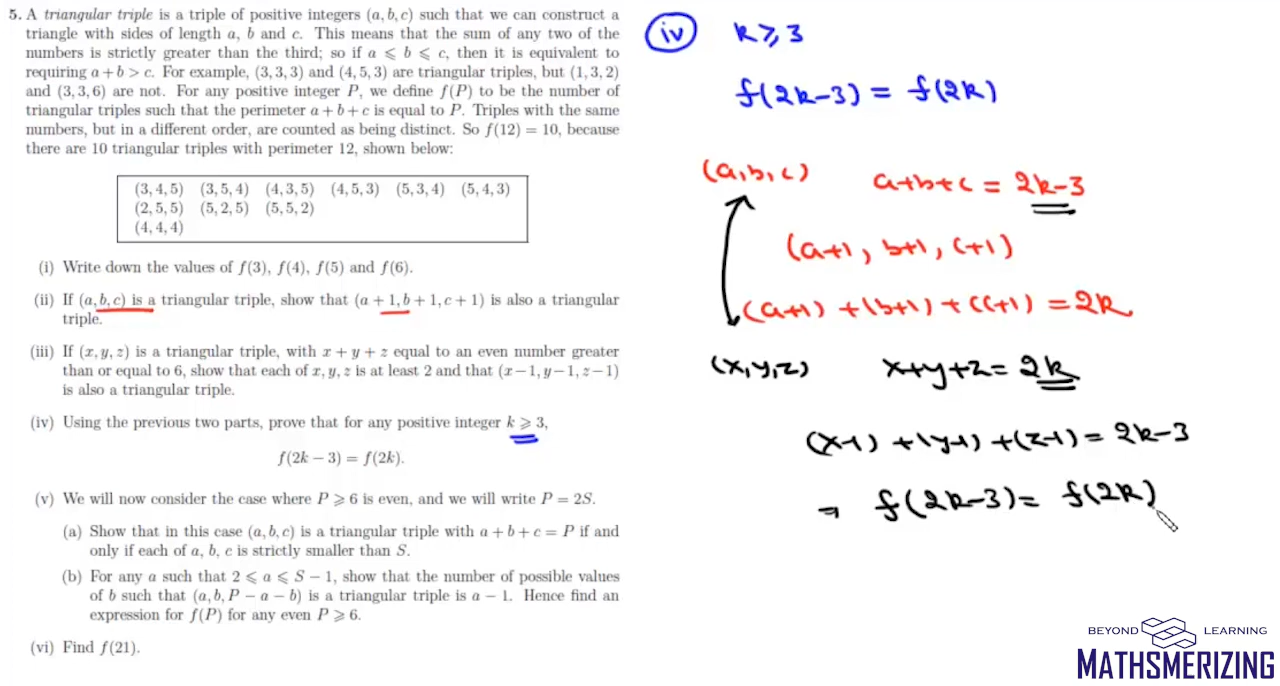 5. A triangular triple is a triple of positive integers (a, b, c) such that we can construct a
triangle with sides of length a, b and c. This means that the sum of any two of the
numbers is strictly greater than the third; so if a ⩽ b ⩽ c, then it is equivalent to
requiring a + b > c. For example, (3, 3, 3) and (4, 5, 3) are triangular triples, but (1, 3, 2)
and (3, 3, 6) are not. For any positive integer P, we define f(P) to be the number of
triangular triples such that the perimeter a + b + c is equal to P. Triples with the same
numbers, but in a different order, are counted as being distinct. So f(12) = 10, because
there are 10 triangular triples with perimeter 12, shown below:
(3, 4, 5) (3, 5, 4) (4, 3, 5) (4, 5, 3) (5, 3, 4) (5, 4, 3)
(2, 5, 5) (5, 2, 5) (5, 5, 2)
(4, 4, 4)
(i) Write down the values of f(3), f(4), f(5) and f(6).
(ii) If (a, b, c) is a triangular triple, show that (a + 1, b + 1, c + 1) is also a triangular
triple.
(iii) If (x, y, z) is a triangular triple, with x + y + z equal to an even number greater
than or equal to 6, show that each of x, y, z is at least 2 and that (x−1, y−1, z−1)
is also a triangular triple.
(iv) Using the previous two parts, prove that for any positive integer k ⩾ 3,
f(2k − 3) = f(2k).
(v) We will now consider the case where P ⩾ 6 is even, and we will write P = 2S.
(a) Show that in this case (a, b, c) is a triangular triple with a + b + c = P if and
only if each of a, b, c is strictly smaller than S.
(b) For any a such that 2 ⩽ a ⩽ S − 1, show that the number of possible values
of b such that (a, b, P − a − b) is a triangular triple is a − 1. Hence find an
expression for f(P) for any even P ⩾ 6.
(vi) Find f(21).
iv k ⩾ 3
f(2k-3) = f(2k)
(a, b, c) a+b+c = 2k-3
(a+1, b+1, c+1)
(a+1) + (b+1) + (c+1) = 2k
(x, y, z) x+y+z = 2k
(x-1) + (y-1) + (z-1) = 2k-3
⇒ f(2k-3) = f(2k)
BEYOND LEARNING
MATHSMERIZING